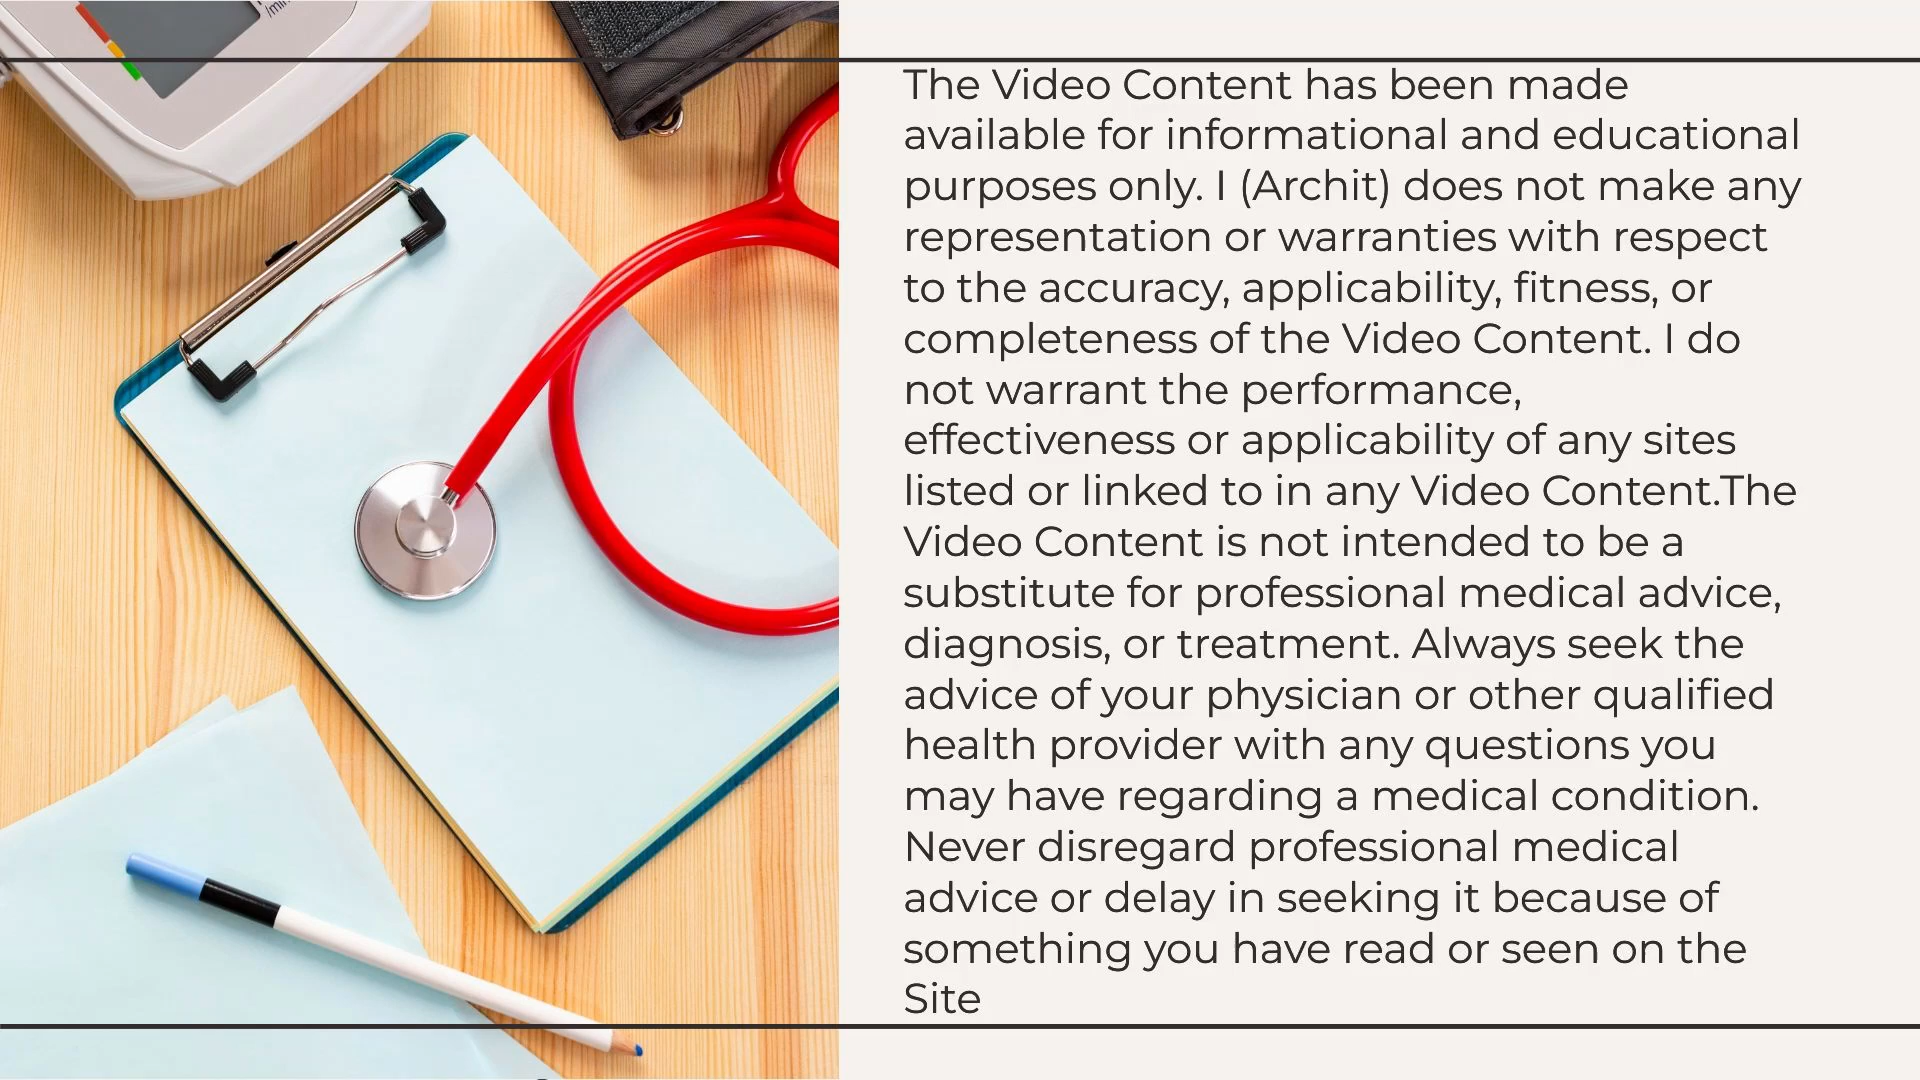 /min
The Video Content has been made
available for informational and educational
purposes only. I (Archit) does not make any
representation or warranties with respect
to the accuracy, applicability, fitness, or
completeness of the Video Content. I do
not warrant the performance,
effectiveness or applicability of any sites
listed or linked to in any Video Content.The
Video Content is not intended to be a
substitute for professional medical advice,
diagnosis, or treatment. Always seek the
advice of your physician or other qualified
health provider with any questions you
may have regarding a medical condition.
Never disregard professional medical
advice or delay in seeking it because of
something you have read or seen on the
Site